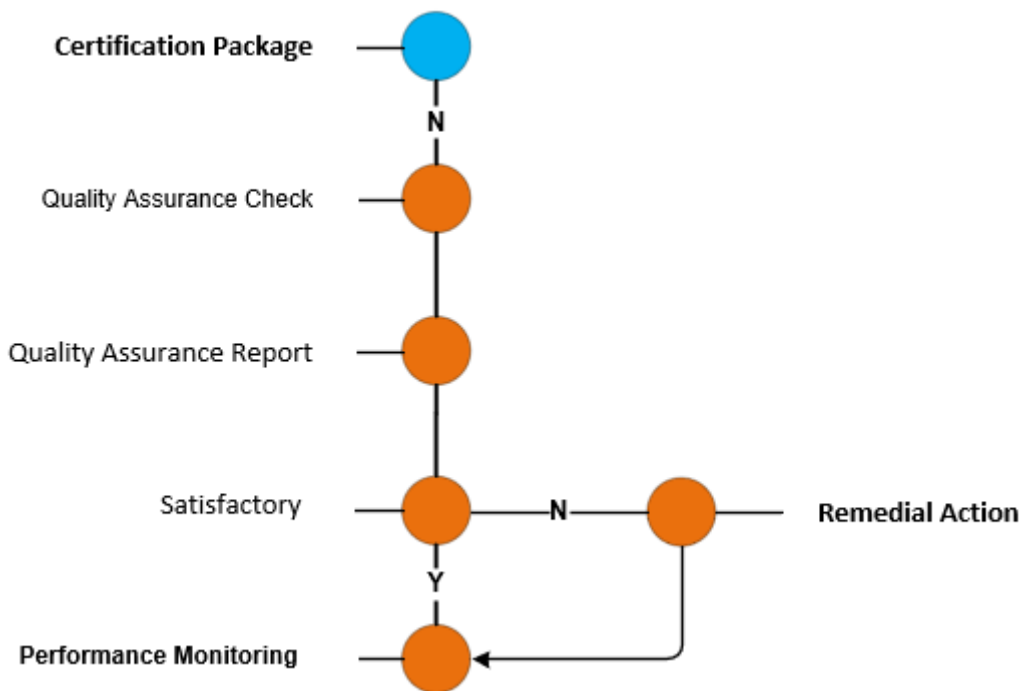 Certification Package
N
Quality Assurance Check
Quality Assurance Report
Satisfactory
N
Remedial Action
Y
Performance Monitoring